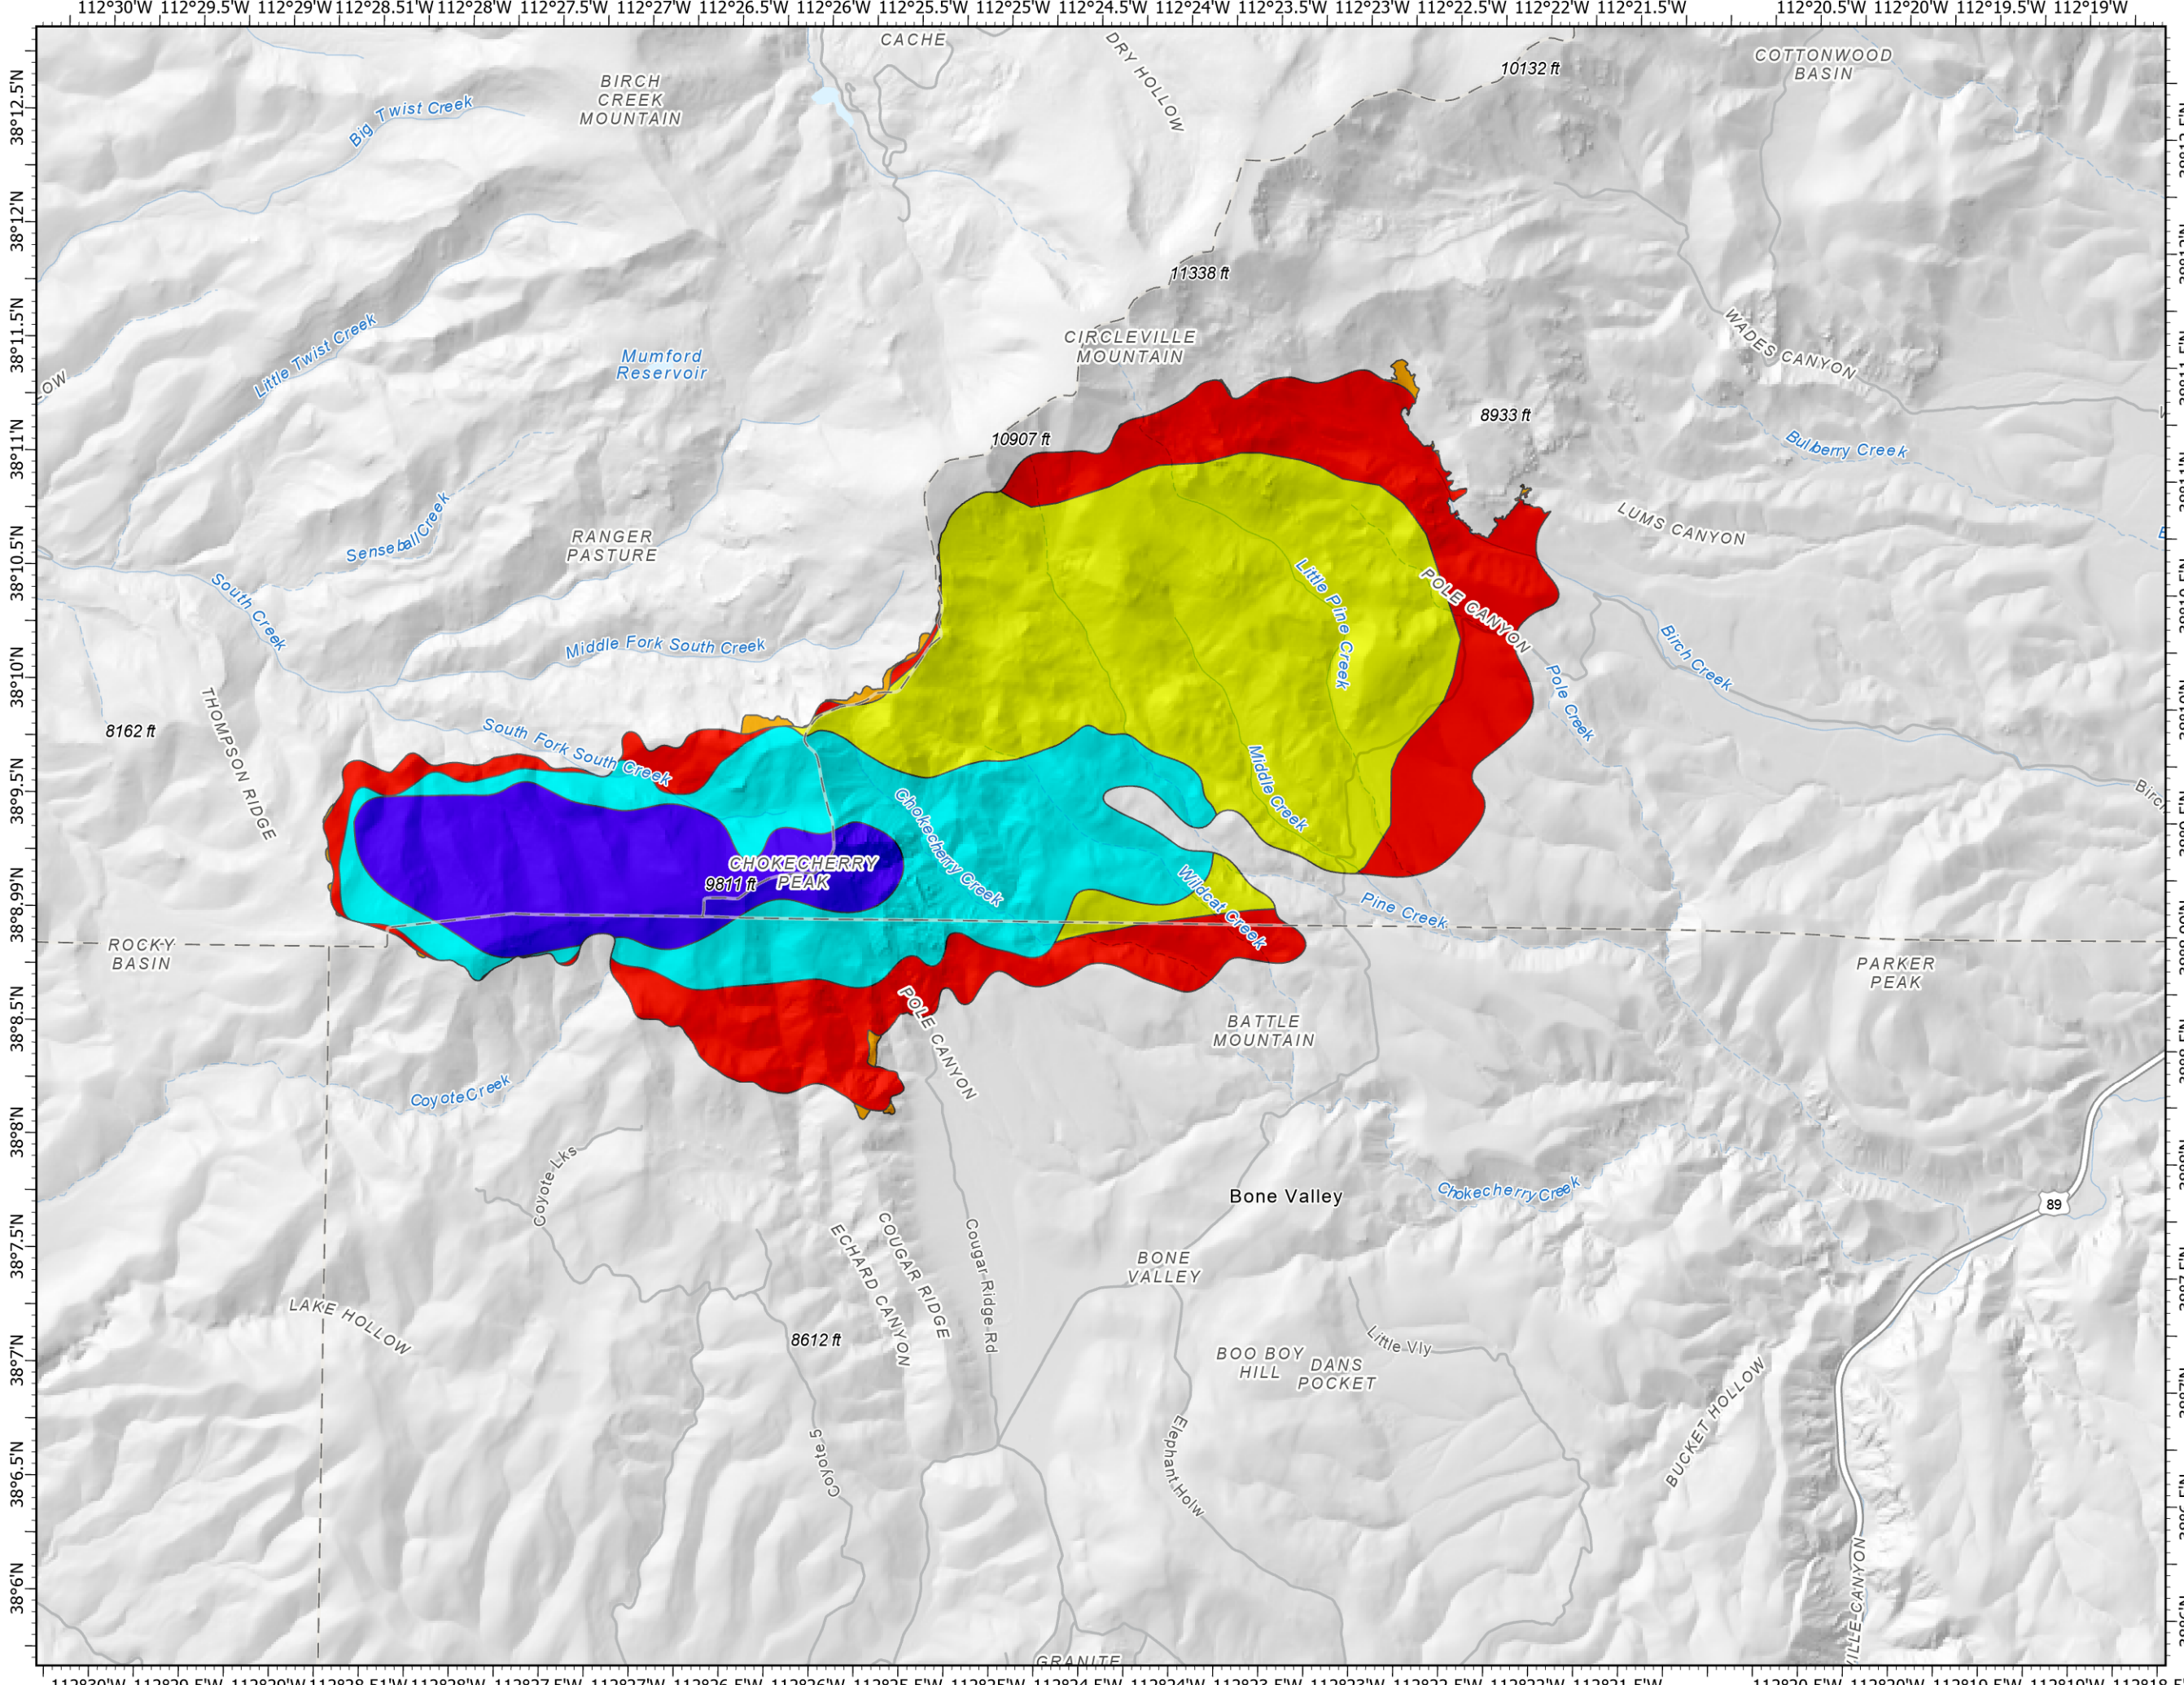 112°30'W 112°29.5'W 112°29'W 112°28.51'W 112°28'W 112°27.5'W 112°27'W 112°26.5'W 112°26'W 112°25.5'W 112°25'W 112°24.5'W 112°24'W 112°23.5'W 112°23'W 112°22.5'W 112°22'W 112°21.5'W 112°20.5'W 112°20'W 112°19.5'W 112°19'W
CACHE
DRY HOLLOW
10132 ft
COTTONWOOD
BASIN
BIRCH
CREEK
MOUNTAIN
Big Twist Creek
38°12.5'N
38°12'N
11338 ft
CIRCLEVILLE
MOUNTAIN
WADES CANYON
38°11.5'N
Little Twist Creek
Mumford
Reservoir
OW
8933 ft
10907 ft
38°11'N
Bulberry Creek
Senseball Creek
LUMS CANYON
RANGER
PASTURE
38°10.5'N
South Creek
Little Pine Creek
POLE CANYON
Middle Fork South Creek
Birch Creek
38°10'N
Pole Creek
THOMPSON RIDGE
8162 ft
South Fork South Creek
Middle Creek
38°9.5'N
Chokecherry Creek
Birch
CHOKECHERRY
PEAK
9811 ft
Wildcat Creek
Pine Creek
38°8.99'N
ROCKY
BASIN
PARKER
PEAK
POLE CANYON
BATTLE
MOUNTAIN
38°8.5'N
Coyote Creek
38°8'N
Coyote Lks
Bone Valley
Chokecherry Creek
89
38°7.5'N
ECHARD CANYON
COUGAR RIDGE
Cougar Ridge Rd
BONE
VALLEY
LAKE HOLLOW
8612 ft
Little Vly
38°7'N
BOO BOY
HILL
DANS
POCKET
BUCKET HOLLOW
Coyote 5
Elephant Holw
38°6.5'N
38°6'N
VILLE CANYON
GRANITE